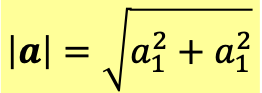 |a| = √(a₁² + a₁²)